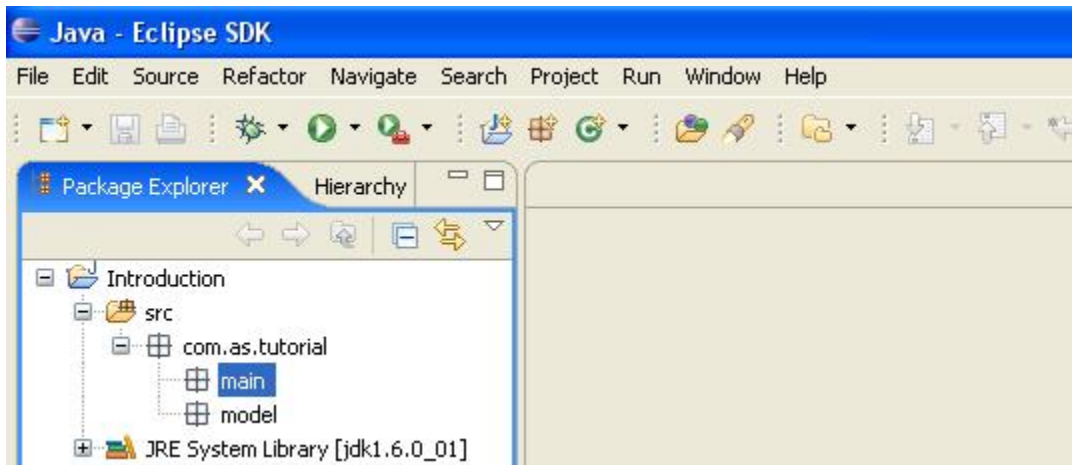 Java - Eclipse SDK
File Edit Source Refactor Navigate Search Project Run Window Help
Package Explorer Hierarchy
Introduction
src
com.as.tutorial
main
model
JRE System Library [jdk1.6.0_01]